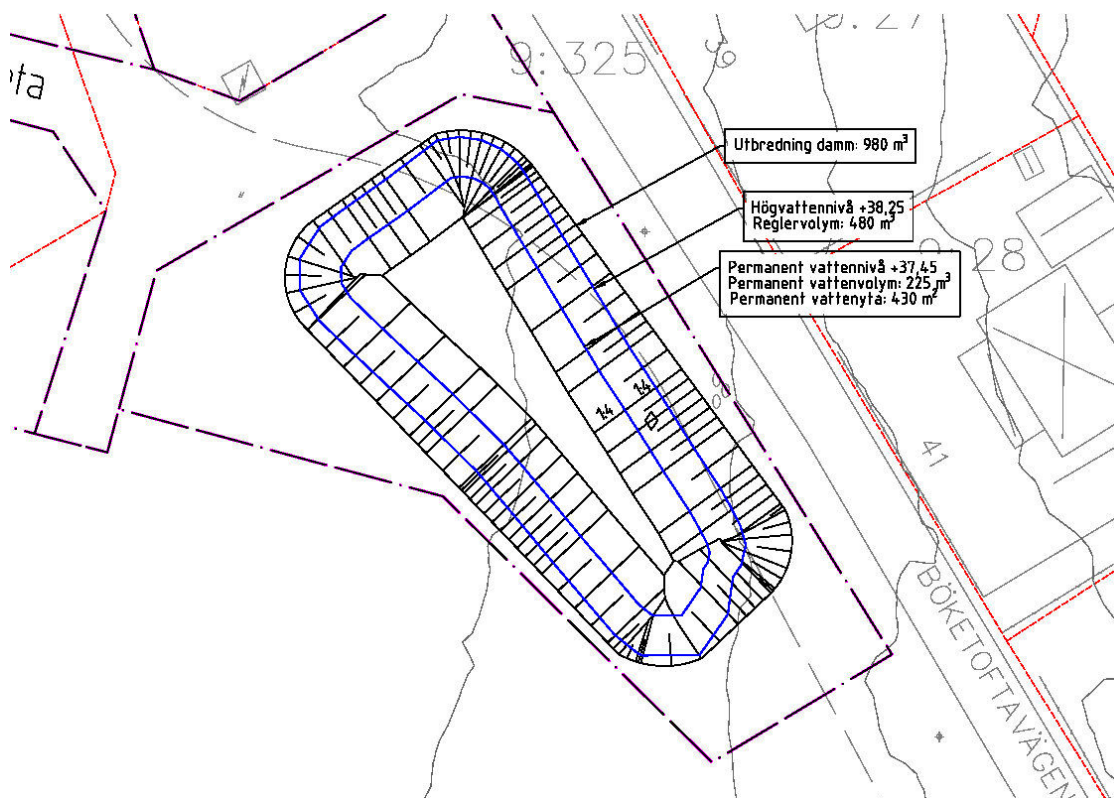 9:325
39
Utbredning damm: 980 m³
Högvattennivå +38,25
Reglervolym: 480 m³
Permanent vattennivå +37,45
Permanent vattenvolym: 225 m³
Permanent vattenyta: 430 m²
28
1:4
1:4
41
BÖKETOFTAVÄGEN